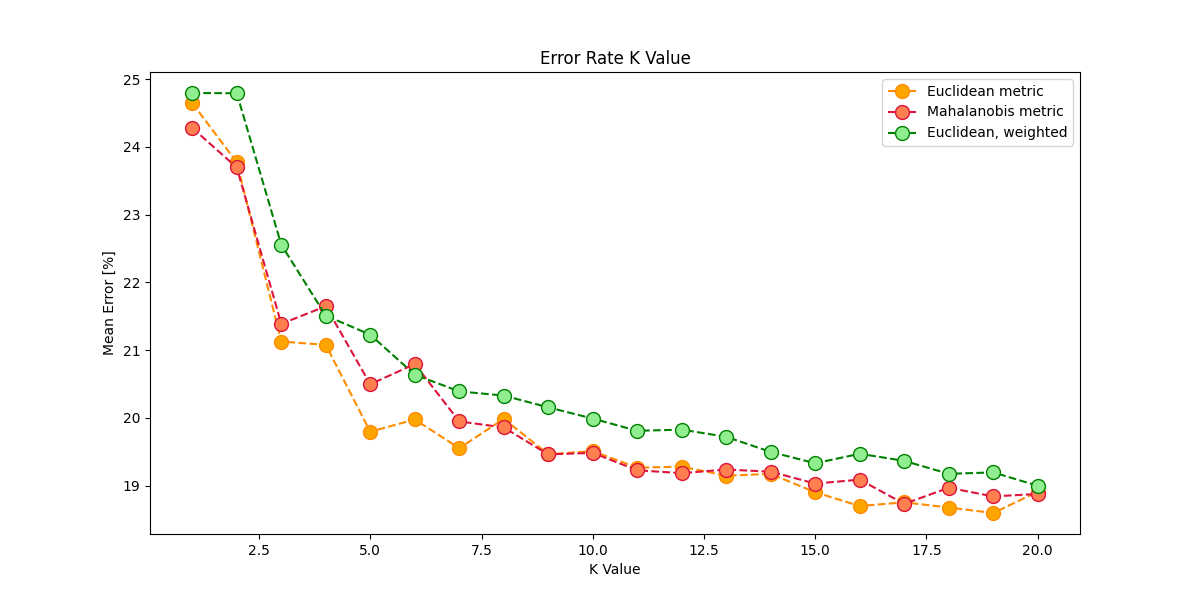 Error Rate K Value
Euclidean metric
Mahalanobis metric
Euclidean, weighted
Mean Error [%]
25
24
23
22
21
20
19
2.5 5.0 7.5 10.0 12.5 15.0 17.5 20.0
K Value